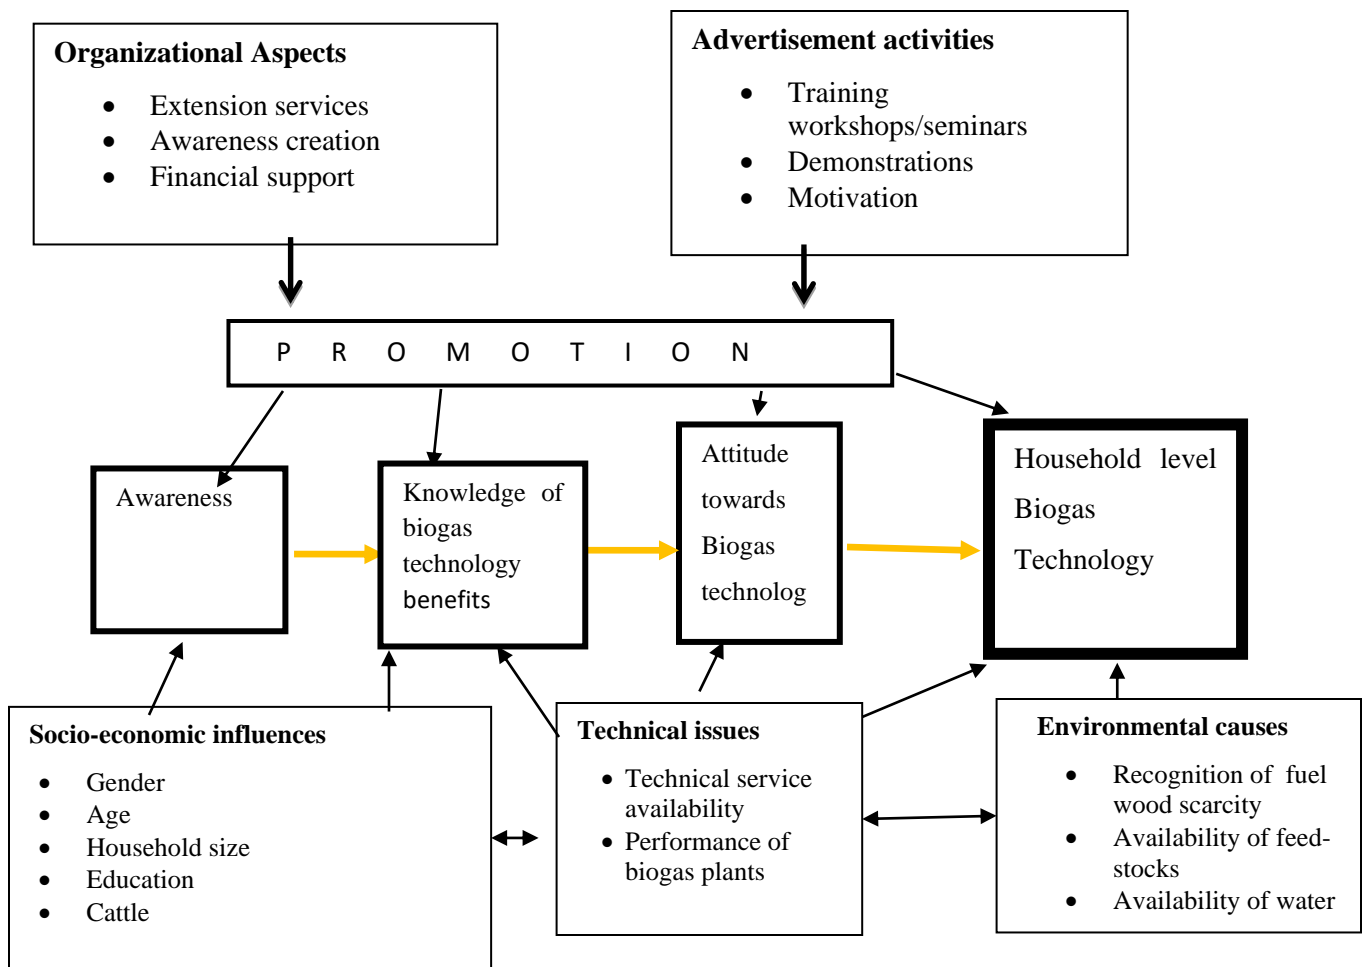 Organizational Aspects
• Extension services
• Awareness creation
• Financial support
Advertisement activities
• Training
workshops/seminars
• Demonstrations
• Motivation
P R O M O T I O N
Awareness
Knowledge of
biogas
technology
benefits
Attitude
towards
Biogas
technolog
Household level
Biogas
Technology
Socio-economic influences
• Gender
• Age
• Household size
• Education
• Cattle
Technical issues
• Technical service
availability
• Performance of
biogas plants
Environmental causes
• Recognition of fuel
wood scarcity
• Availability of feed-
stocks
• Availability of water